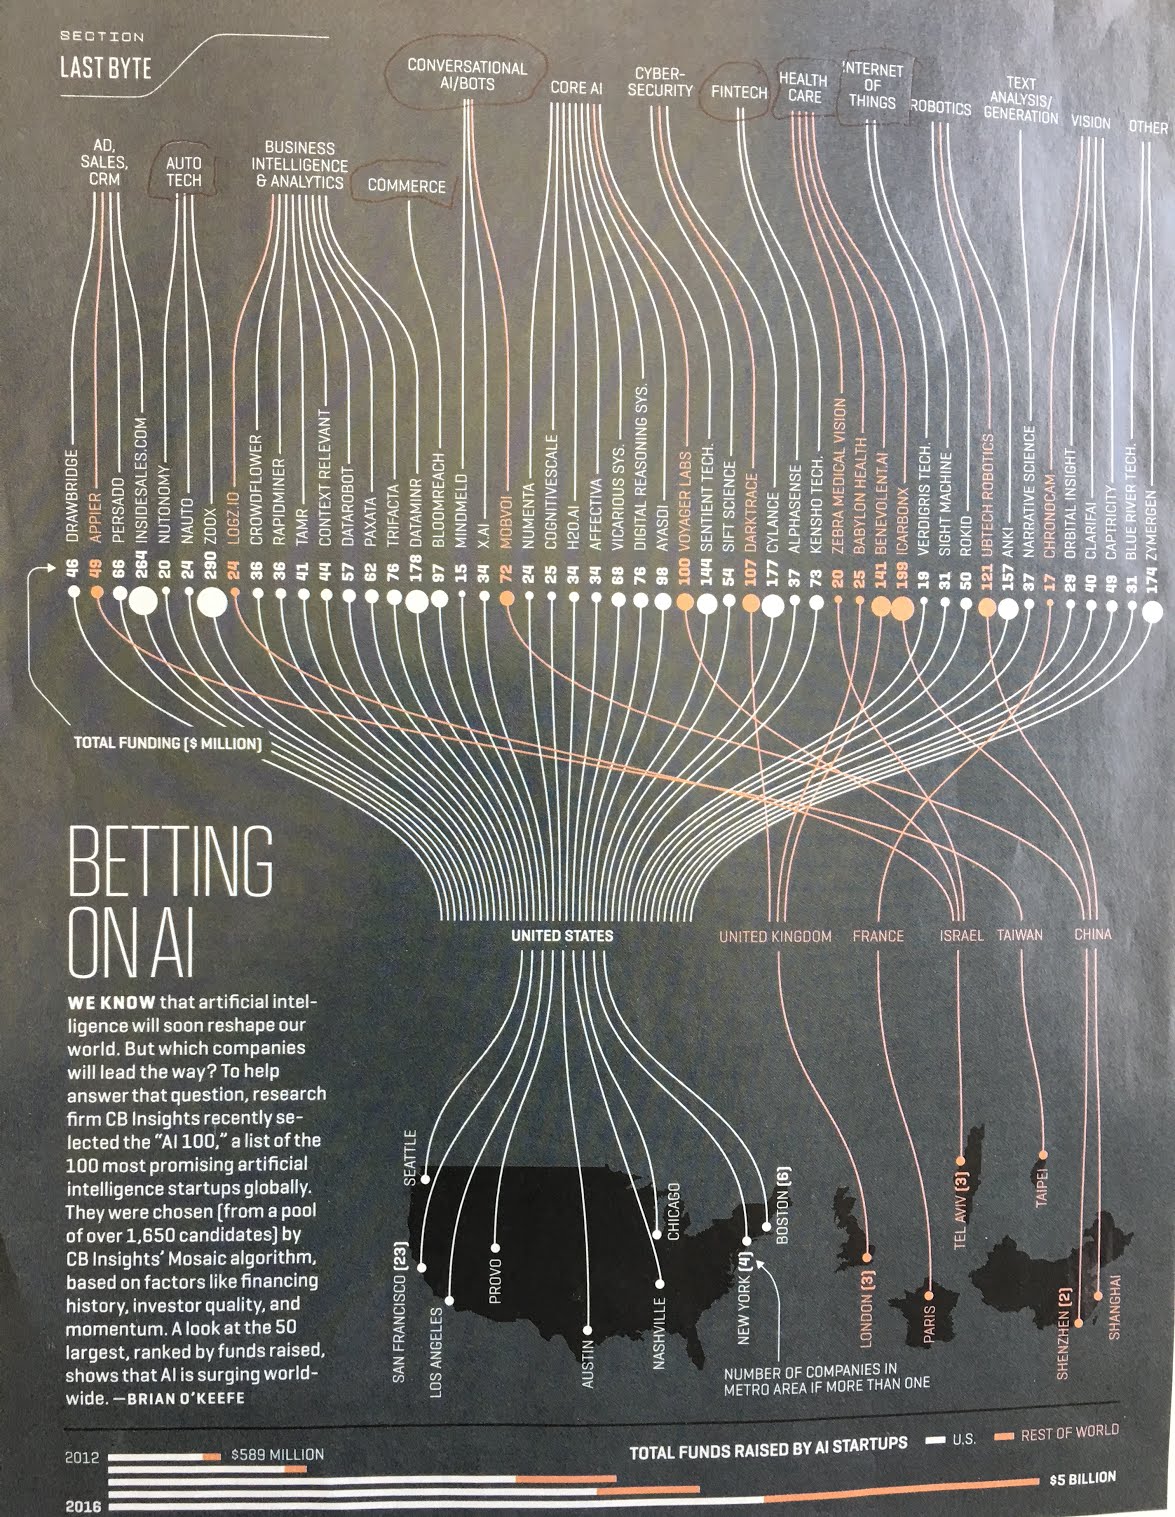 SECTION
LAST BYTE
CONVERSATIONAL
AI/BOTS
CORE AI
CYBER-
SECURITY
FINTECH
HEALTH
CARE
INTERNET
OF
THINGS
ROBOTICS
TEXT
ANALYSIS/
GENERATION
VISION
OTHER
AD,
SALES,
CRM
AUTO
TECH
BUSINESS
INTELLIGENCE
& ANALYTICS
COMMERCE
46 DRAWBRIDGE
49 APPIER
66 PERSADO
264 INSIDESALES.COM
20 NUTONOMY
24 NAUTO
290 ZOOX
24 LOGZ.IO
36 CROWDFLOWER
36 RAPIDMINER
41 TAMR
44 CONTEXT RELEVANT
57 DATAROBOT
62 PAXATA
76 TRIFACTA
178 DATAMINR
97 BLOOMREACH
15 MINDMELD
34 X.AI
72 MOBVOI
24 NUMENTA
25 COGNITIVESCALE
34 H2O.AI
34 AFFECTIVA
68 VICARIOUS SYS.
76 DIGITAL REASONING SYS.
98 AYASDI
100 VOYAGER LABS
144 SENTIENT TECH.
54 SIFT SCIENCE
107 DARKTRACE
177 CYLANCE
37 ALPHASENSE
73 KENSHO TECH.
20 ZEBRA MEDICAL VISION
25 BABYLON HEALTH
141 BENEVOLENT.AI
199 ICARBONX
19 VERDIGRIS TECH.
31 SIGHT MACHINE
50 ROKID
121 UBTECH ROBOTICS
157 ANKI
37 NARRATIVE SCIENCE
17 CHRONOCAM
29 ORBITAL INSIGHT
40 CLARIFAI
49 CAPTRICITY
31 BLUE RIVER TECH.
174 ZYMERGEN
TOTAL FUNDING [$ MILLION]
BETTING
ON AI
UNITED STATES
UNITED KINGDOM
FRANCE
ISRAEL
TAIWAN
CHINA
WE KNOW that artificial intel-
ligence will soon reshape our
world. But which companies
will lead the way? To help
answer that question, research
firm CB Insights recently se-
lected the “AI 100,” a list of the
100 most promising artificial
intelligence startups globally.
They were chosen [from a pool
of over 1,650 candidates] by
CB Insights’ Mosaic algorithm,
based on factors like financing
history, investor quality, and
momentum. A look at the 50
largest, ranked by funds raised,
shows that AI is surging world-
wide. —BRIAN O’KEEFE
SEATTLE
SAN FRANCISCO [23]
LOS ANGELES
PROVO
AUSTIN
NASHVILLE
CHICAGO
NEW YORK [4]
BOSTON [6]
LONDON [3]
PARIS
TEL AVIV [3]
TAIPEI
SHENZHEN [2]
SHANGHAI
NUMBER OF COMPANIES IN
METRO AREA IF MORE THAN ONE
TOTAL FUNDS RAISED BY AI STARTUPS
U.S.
REST OF WORLD
2012
$589 MILLION
$5 BILLION
2016